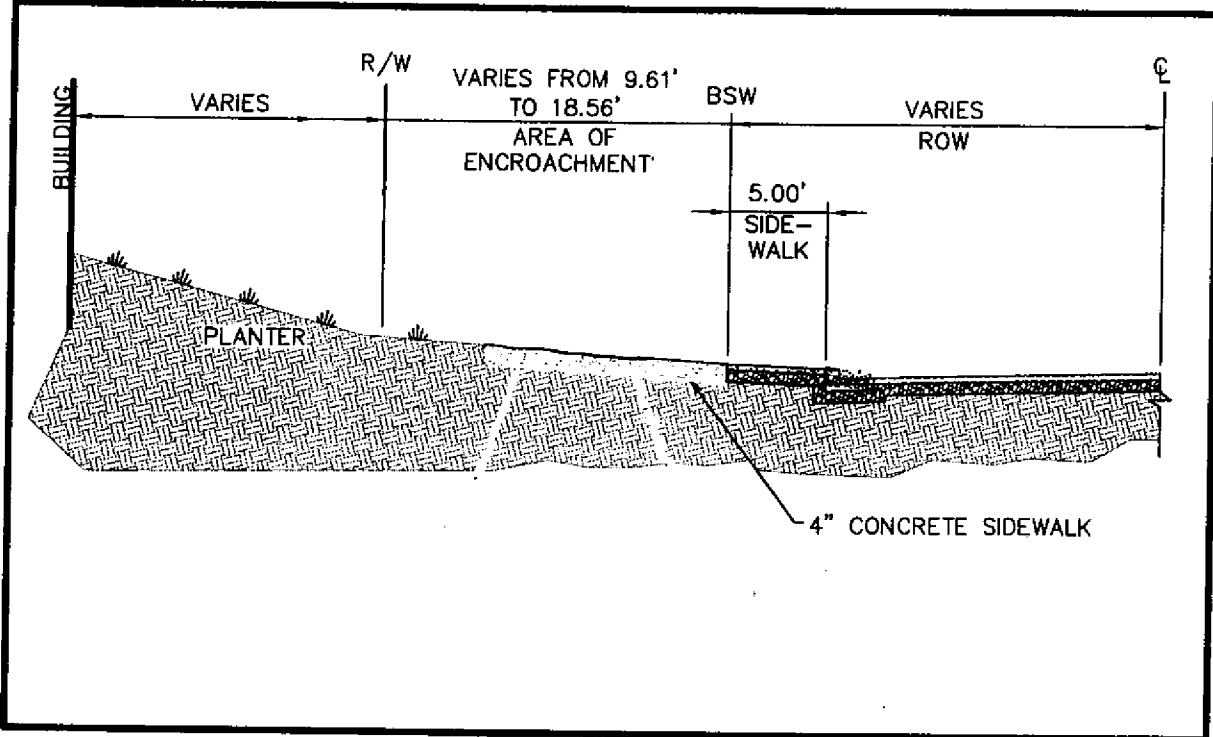 BUILDING
VARIES
R/W
VARIES FROM 9.61'
TO 18.56'
AREA OF
ENCROACHMENT
BSW
VARIES
ROW
℄
5.00'
SIDE-
WALK
PLANTER
4" CONCRETE SIDEWALK